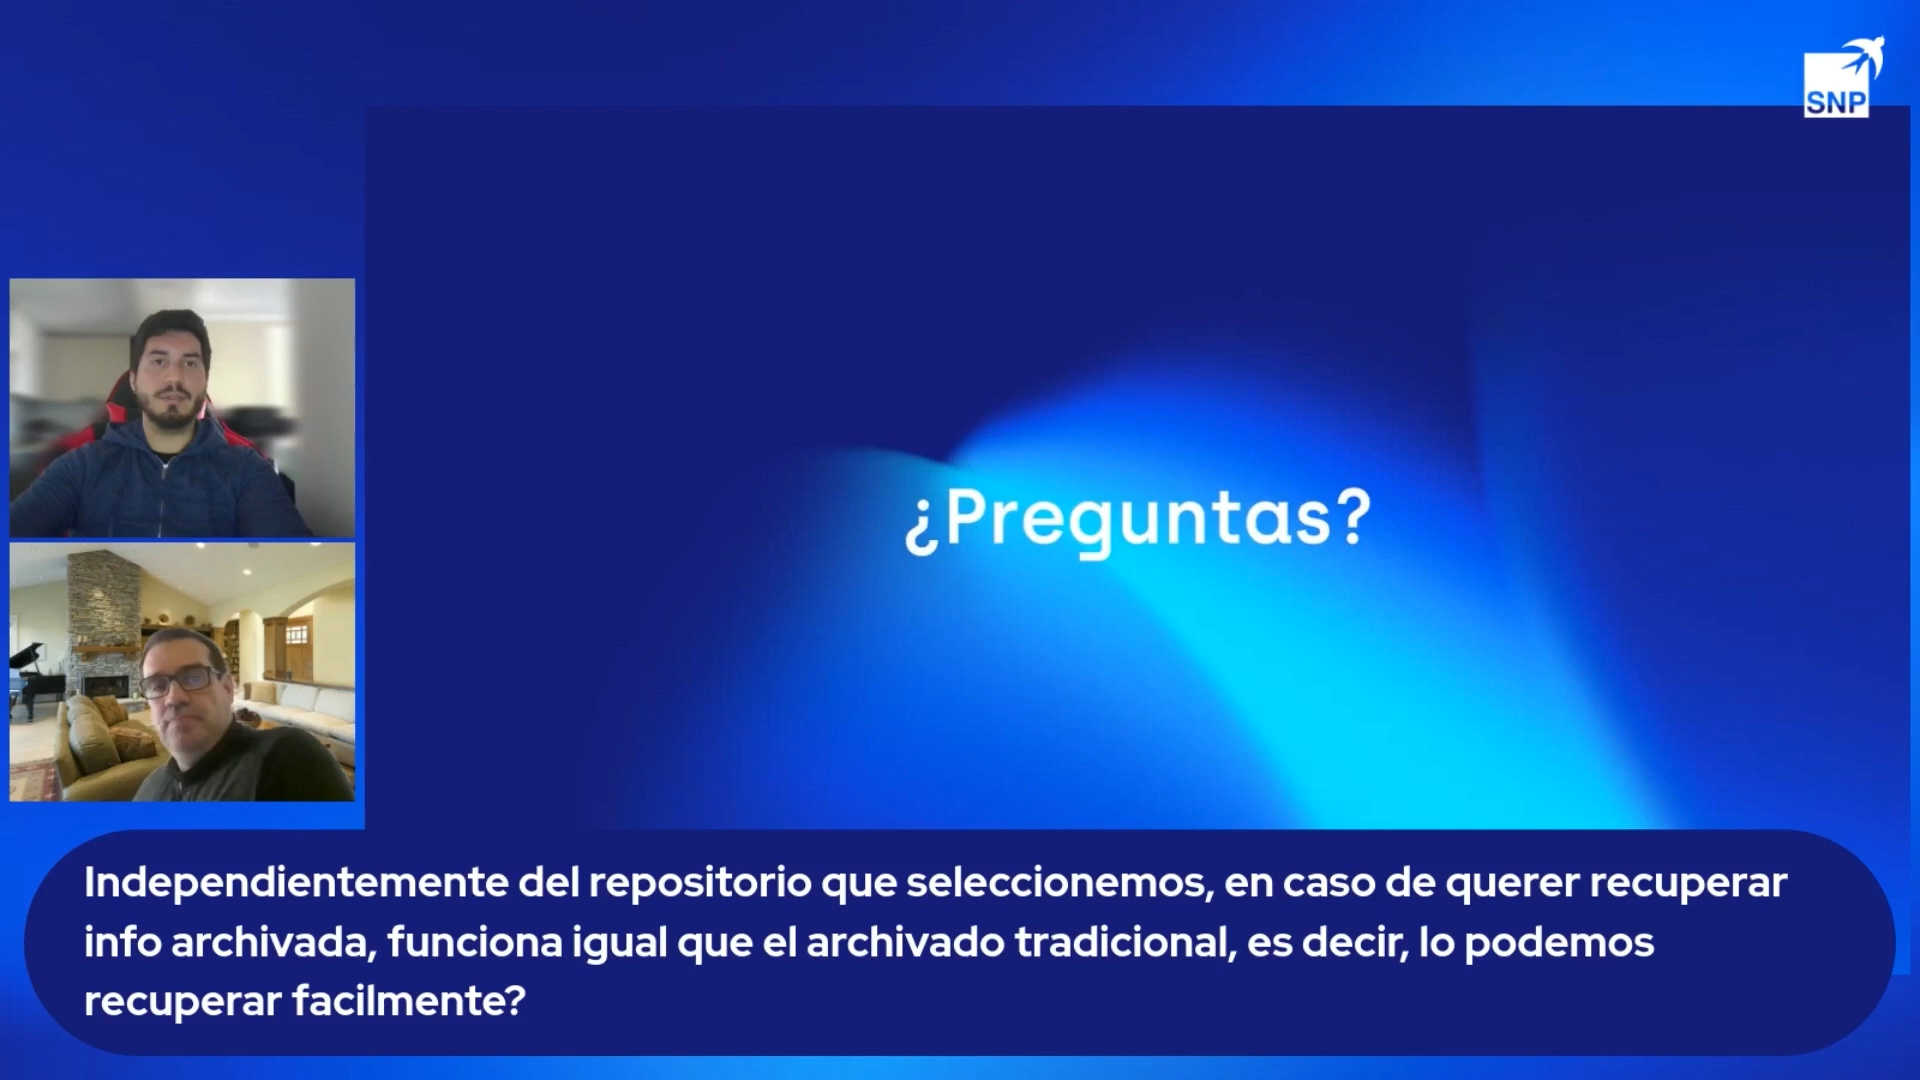 SNP
¿Preguntas?
Independientemente del repositorio que seleccionemos, en caso de querer recuperar
info archivada, funciona igual que el archivado tradicional, es decir, lo podemos
recuperar facilmente?